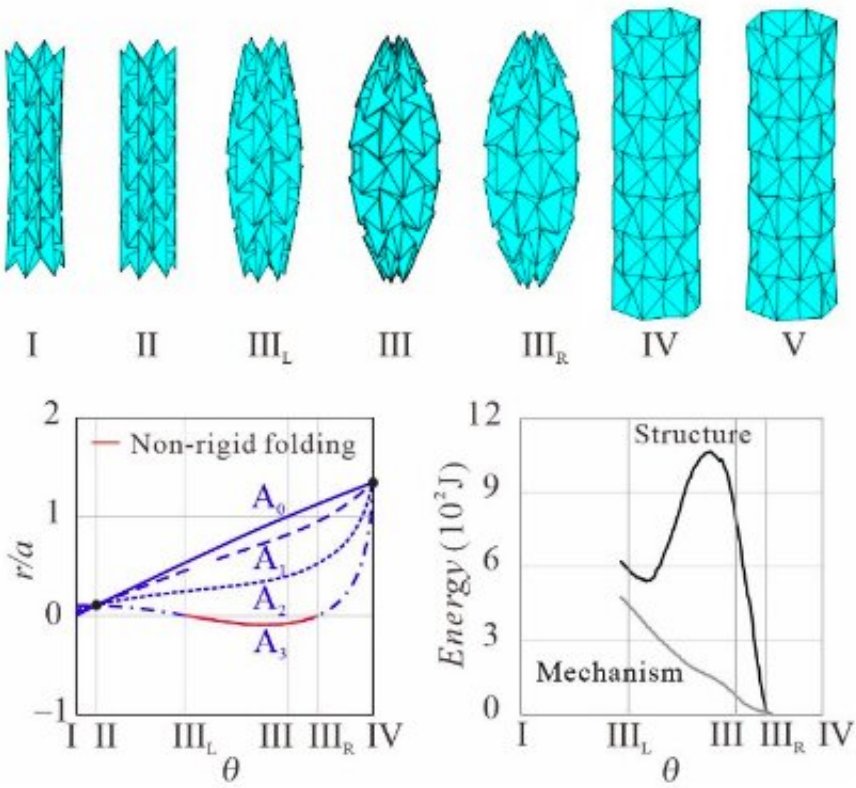 I II III_L III III_R IV V
2
Non-rigid folding
A_0
1
r/a
A_1
A_2
0
A_3
−1
I II III_L III III_R IV
θ
12
Structure
9
Energy (10^2 J)
6
3
Mechanism
0
I III_L III III_R IV
θ